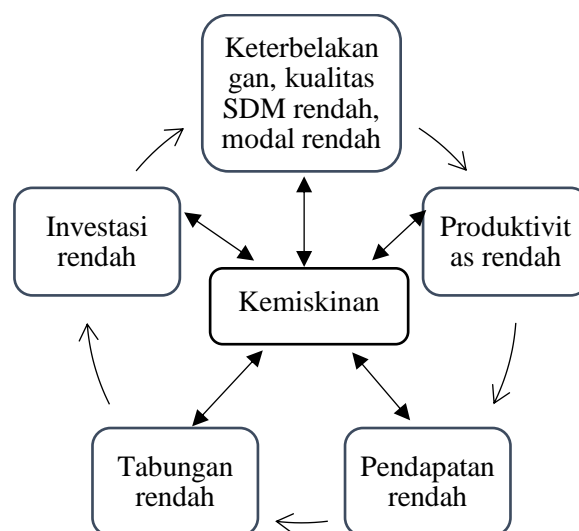 Keterbelakan
gan, kualitas
SDM rendah,
modal rendah
Investasi
rendah
Produktivit
as rendah
Kemiskinan
Tabungan
rendah
Pendapatan
rendah